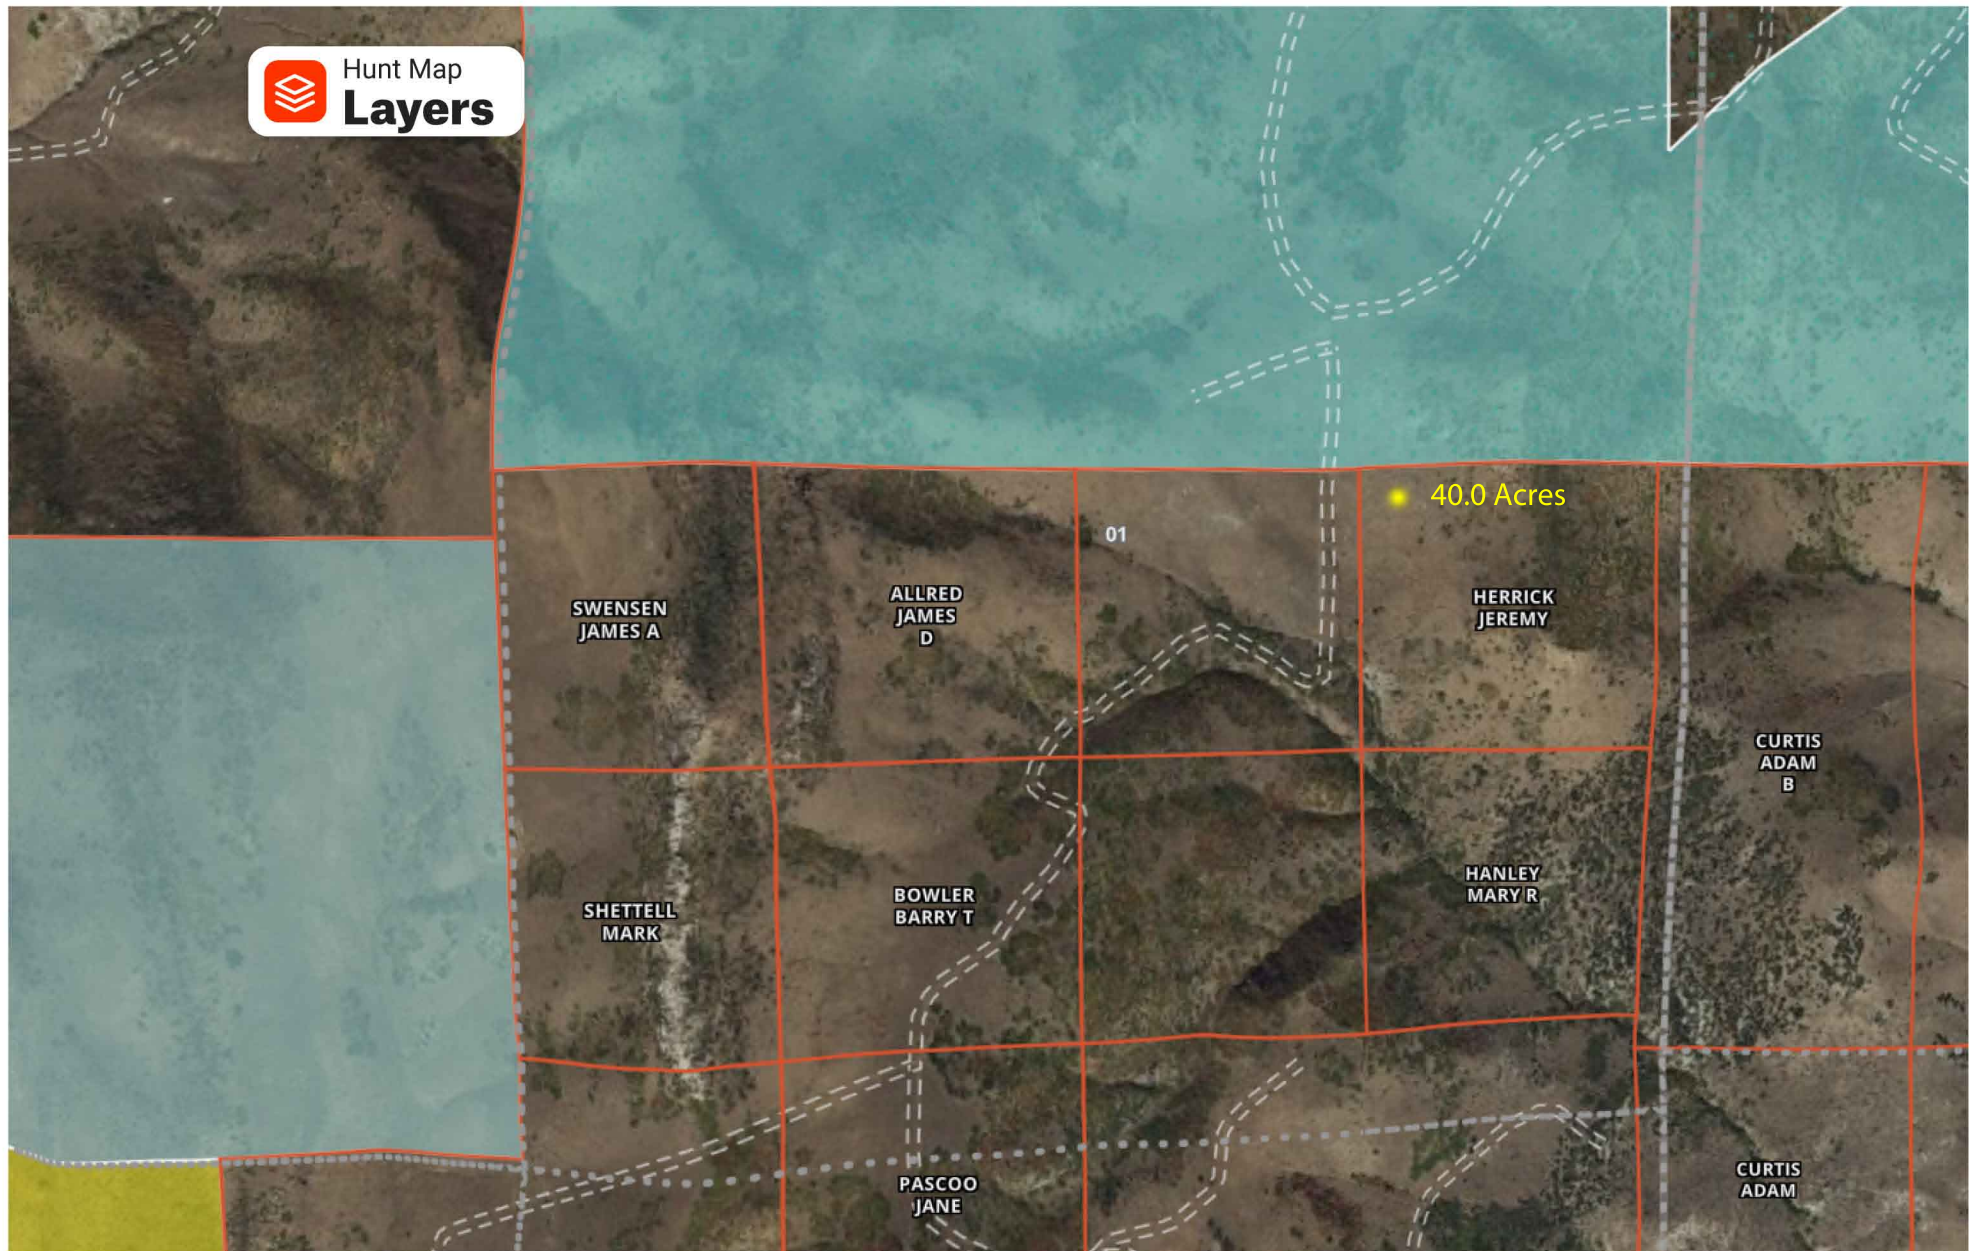 Hunt Map
Layers
40.0 Acres
01
SWENSEN
JAMES A
ALLRED
JAMES
D
HERRICK
JEREMY
CURTIS
ADAM
B
SHETTELL
MARK
BOWLER
BARRY T
HANLEY
MARY R
PASCOO
JANE
CURTIS
ADAM